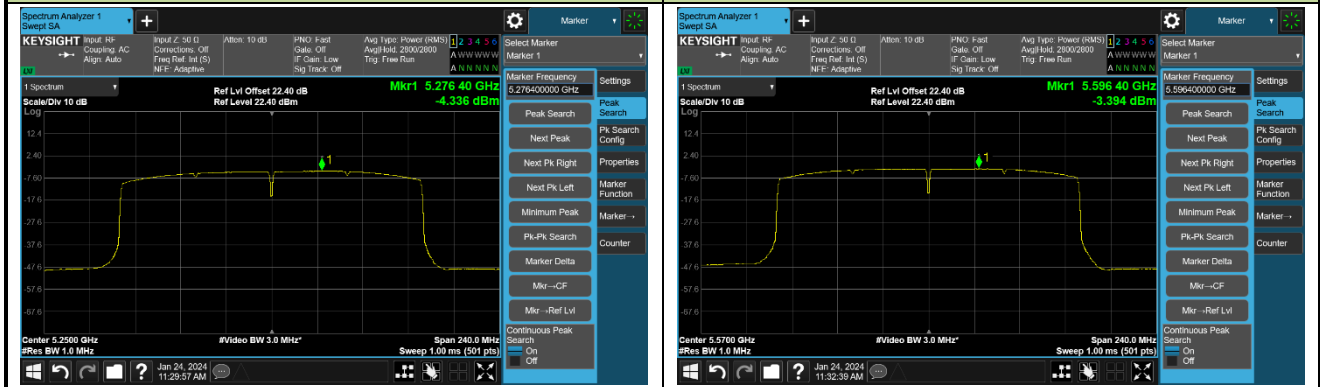 Spectrum Analyzer 1
Swept SA
Marker
KEYSIGHT
Input: RF
Coupling: AC
Align: Auto
Input Z: 50 Ω
Corrections: Off
Freq Ref: Int (S)
NFE: Adaptive
Atten: 10 dB
PNO: Fast
Gate: Off
IF Gain: Low
Sig Track: Off
Avg Type: Power (RMS)
Avg|Hold: 2800/2800
Trig: Free Run
1 2 3 4 5 6
A W W W W W
A N N N N N
LXI
Select Marker
Marker 1
Marker Frequency
5.276400000 GHz
1 Spectrum
Scale/Div 10 dB
Log
Ref Lvl Offset 22.40 dB
Ref Level 22.40 dBm
Mkr1 5.276 40 GHz
-4.336 dBm
1
12.4
2.40
-7.60
-17.6
-27.6
-37.6
-47.6
-57.6
-67.6
Center 5.2500 GHz
#Res BW 1.0 MHz
#Video BW 3.0 MHz*
Span 240.0 MHz
Sweep 1.00 ms (501 pts)
Peak Search
Next Peak
Next Pk Right
Next Pk Left
Minimum Peak
Pk-Pk Search
Marker Delta
Mkr→CF
Mkr→Ref Lvl
Continuous Peak
Search
On
Off
Settings
Peak
Search
Pk Search
Config
Properties
Marker
Function
Marker→
Counter
Jan 24, 2024
11:29:57 AM
Spectrum Analyzer 1
Swept SA
Marker
KEYSIGHT
Input: RF
Coupling: AC
Align: Auto
Input Z: 50 Ω
Corrections: Off
Freq Ref: Int (S)
NFE: Adaptive
Atten: 10 dB
PNO: Fast
Gate: Off
IF Gain: Low
Sig Track: Off
Avg Type: Power (RMS)
Avg|Hold: 2800/2800
Trig: Free Run
1 2 3 4 5 6
A W W W W W
A N N N N N
LXI
Select Marker
Marker 1
Marker Frequency
5.596400000 GHz
1 Spectrum
Scale/Div 10 dB
Log
Ref Lvl Offset 22.40 dB
Ref Level 22.40 dBm
Mkr1 5.596 40 GHz
-3.394 dBm
1
12.4
2.40
-7.60
-17.6
-27.6
-37.6
-47.6
-57.6
-67.6
Center 5.5700 GHz
#Res BW 1.0 MHz
#Video BW 3.0 MHz*
Span 240.0 MHz
Sweep 1.00 ms (501 pts)
Peak Search
Next Peak
Next Pk Right
Next Pk Left
Minimum Peak
Pk-Pk Search
Marker Delta
Mkr→CF
Mkr→Ref Lvl
Continuous Peak
Search
On
Off
Settings
Peak
Search
Pk Search
Config
Properties
Marker
Function
Marker→
Counter
Jan 24, 2024
11:32:39 AM